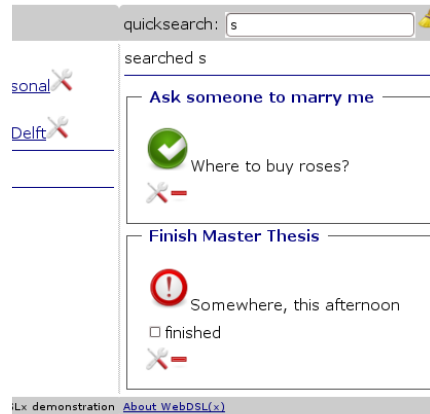 quicksearch: s
searched s
sonal
Delft
Ask someone to marry me
Where to buy roses?
Finish Master Thesis
Somewhere, this afternoon
finished
Lx demonstration About WebDSL(x)